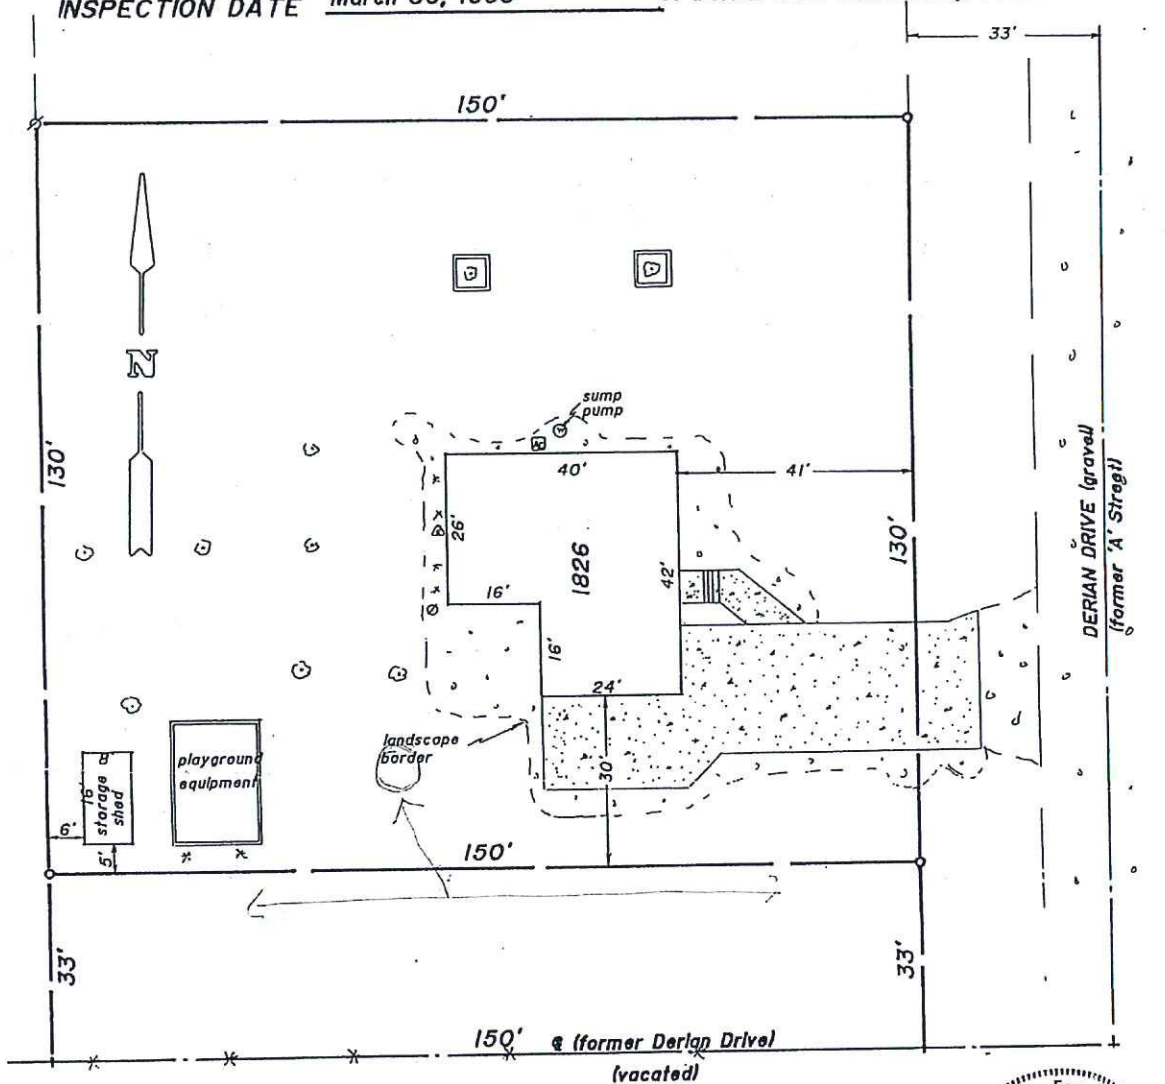 INSPECTION DATE March
33'
150'
N
sump
pump
Ac
40'
41'
130'
26'
1826
42'
130'
DERIAN DRIVE (gravel)
(former 'A' Street)
16'
16'
24'
landscape
border
playground
equipment
8'
16'
storage
shed
30'
6'
5'
150'
33'
33'
150' ℄ (former Derian Drive)
(vacated)